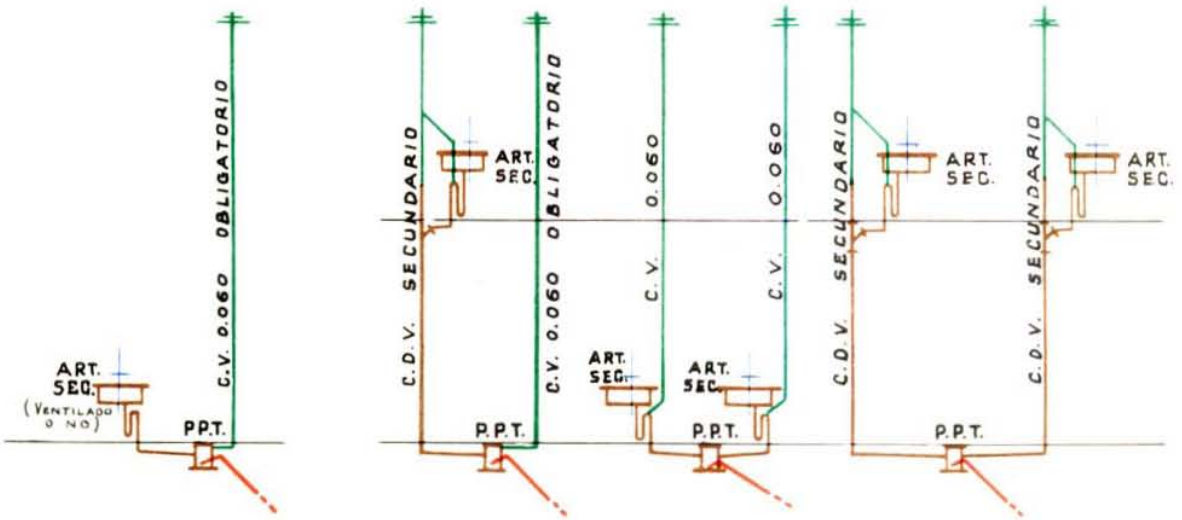 ART.
SEC.
(VENTILADO
O NO)
P.P.T.
C.V. 0.060 OBLIGATORIO
C.D.V. SECUNDARIO
ART.
SEC.
P.P.T.
C.V. 0.060 OBLIGATORIO
ART.
SEC.
C.V. 0.060
P.P.T.
ART.
SEC.
C.V. 0.060
C.D.V. SECUNDARIO
ART.
SEC.
P.P.T.
C.D.V. SECUNDARIO
ART.
SEC.